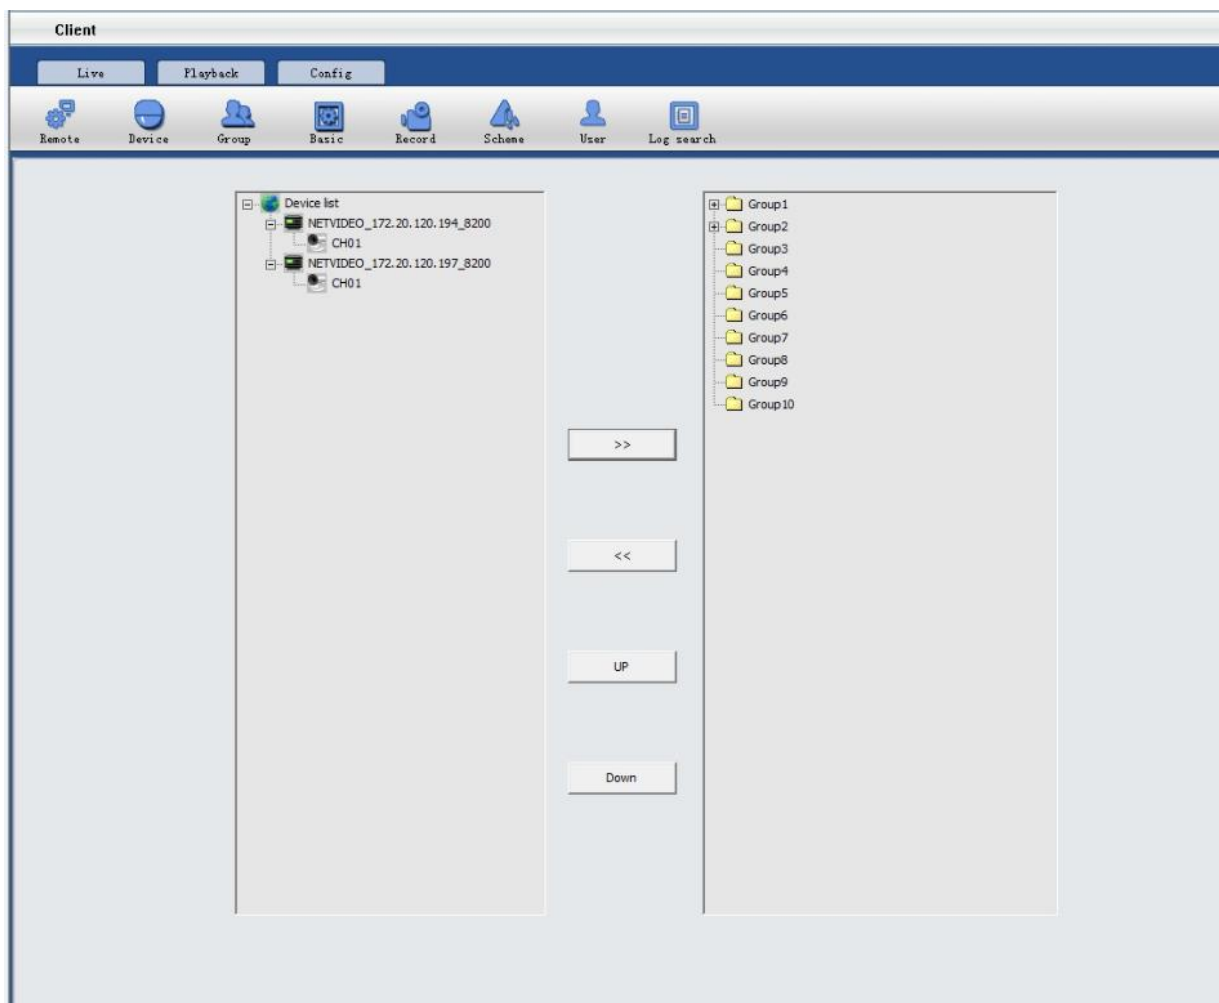 Client
Live Playback Config
Remote Device Group Basic Record Scheme User Log search
Device list
NETVIDEO_172.20.120.194_8200
CH01
NETVIDEO_172.20.120.197_8200
CH01
>>
<<
UP
Down
Group1
Group2
Group3
Group4
Group5
Group6
Group7
Group8
Group9
Group10